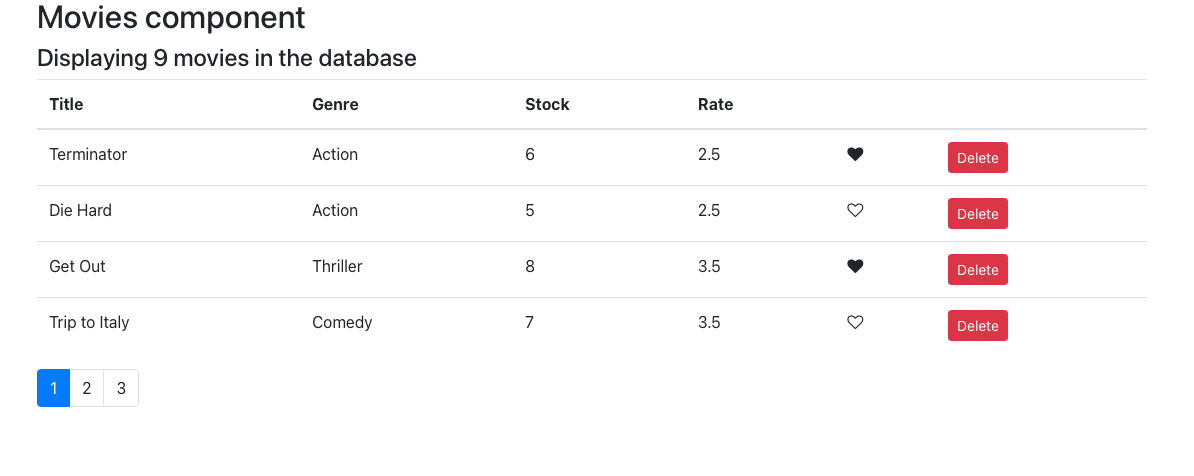 Movies component
Displaying 9 movies in the database
Title Genre Stock Rate
Terminator Action 6 2.5 Delete
Die Hard Action 5 2.5 Delete
Get Out Thriller 8 3.5 Delete
Trip to Italy Comedy 7 3.5 Delete
1 2 3